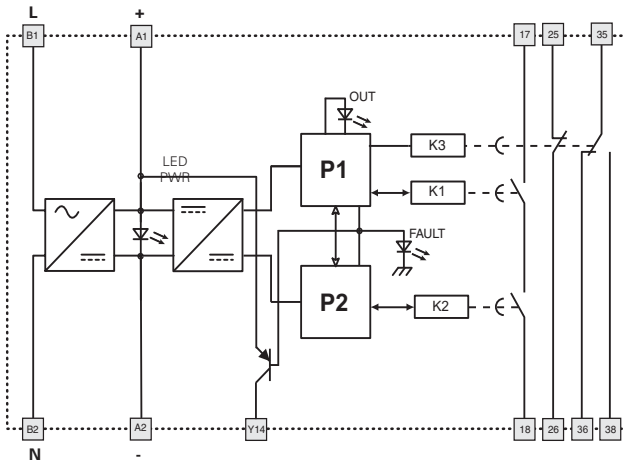 L +
B1 A1 17 25 35
OUT
K3
LED
PWR
P1
K1
FAULT
P2
K2
B2 A2 Y14 18 26 36 38
N -